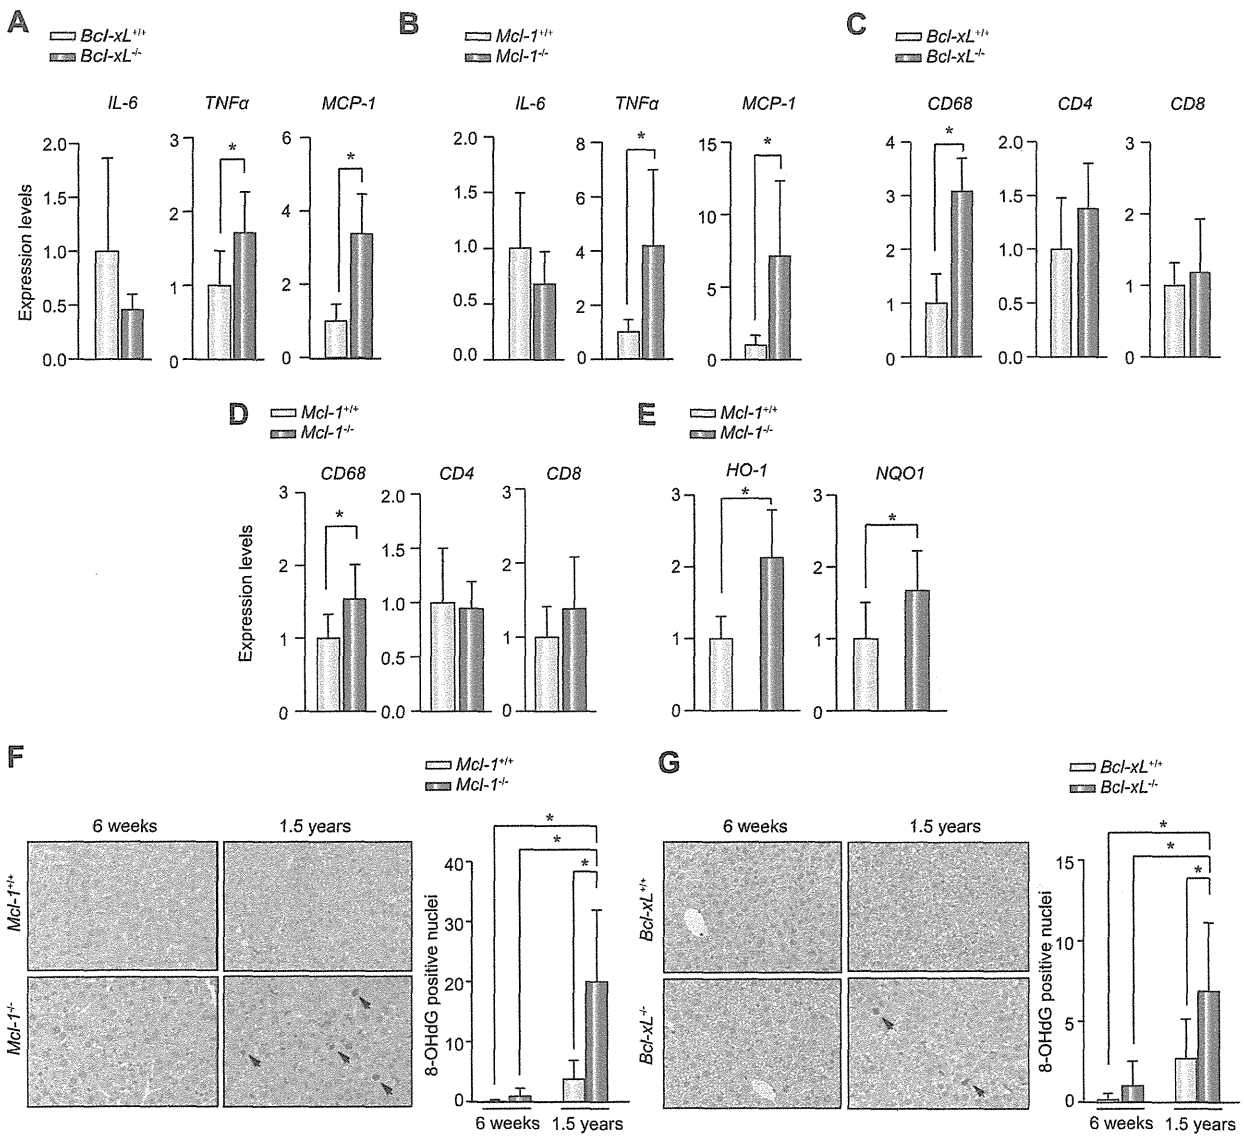 A
Bcl-xL+/+
Bcl-xL-/-
IL-6
TNFα
MCP-1
Expression levels
2.0
1.5
1.0
0.5
0.0
3
2
1
0
6
4
2
0
*
*
B
Mcl-1+/+
Mcl-1-/-
IL-6
TNFα
MCP-1
2.0
1.5
1.0
0.5
0.0
8
6
4
2
0
15
10
5
0
*
*
C
Bcl-xL+/+
Bcl-xL-/-
CD68
CD4
CD8
4
3
2
1
0
2.0
1.5
1.0
0.5
0.0
3
2
1
0
*
D
Mcl-1+/+
Mcl-1-/-
CD68
CD4
CD8
Expression levels
3
2
1
0
2.0
1.5
1.0
0.5
0.0
3
2
1
0
*
E
Mcl-1+/+
Mcl-1-/-
HO-1
NQO1
3
2
1
0
3
2
1
0
*
*
F
Mcl-1+/+
Mcl-1-/-
6 weeks
1.5 years
Mcl-1+/+
Mcl-1-/-
8-OHdG positive nuclei
40
30
20
10
0
*
*
*
6 weeks
1.5 years
G
Bcl-xL+/+
Bcl-xL-/-
6 weeks
1.5 years
Bcl-xL+/+
Bcl-xL-/-
8-OHdG positive nuclei
15
10
5
0
*
*
*
6 weeks
1.5 years